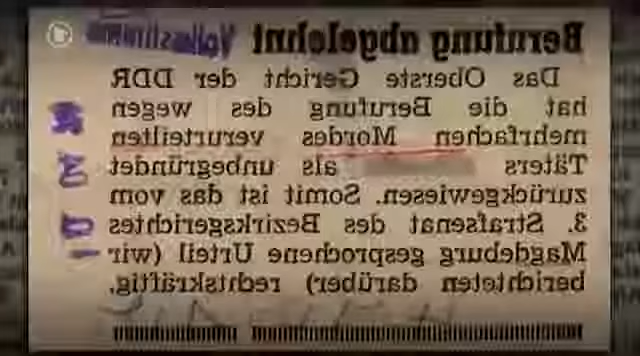 Volksstimme
Berufung abgelehnt
Das Oberste Gericht der DDR
hat die Berufung des wegen
mehrfachen Mordes verurteilten
Täters als unbegründet
zurückgewiesen. Somit ist das vom
3. Strafsenat des Bezirksgerichtes
Magdeburg gesprochene Urteil (wir
berichteten darüber) rechtskräftig.